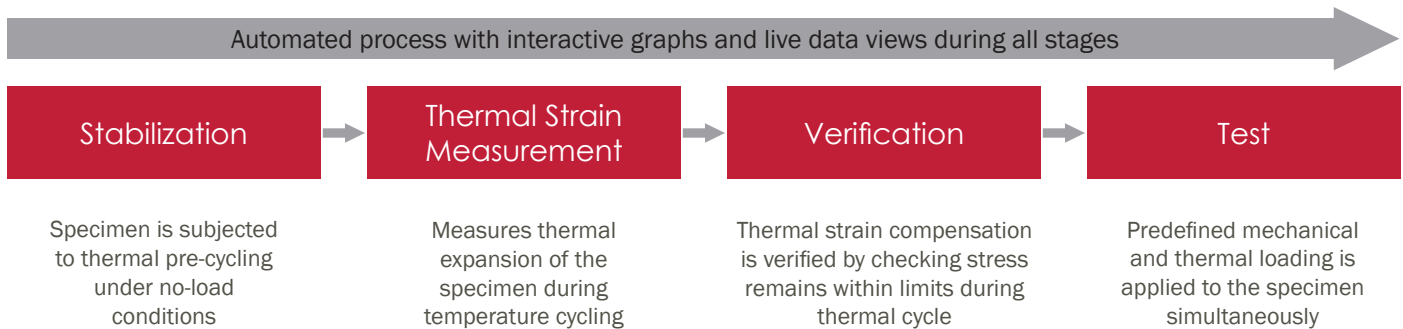 Automated process with interactive graphs and live data views during all stages
Stabilization
Thermal Strain
Measurement
Verification
Test
Specimen is subjected
to thermal pre-cycling
under no-load
conditions
Measures thermal
expansion of the
specimen during
temperature cycling
Thermal strain compensation
is verified by checking stress
remains within limits during
thermal cycle
Predefined mechanical
and thermal loading is
applied to the specimen
simultaneously